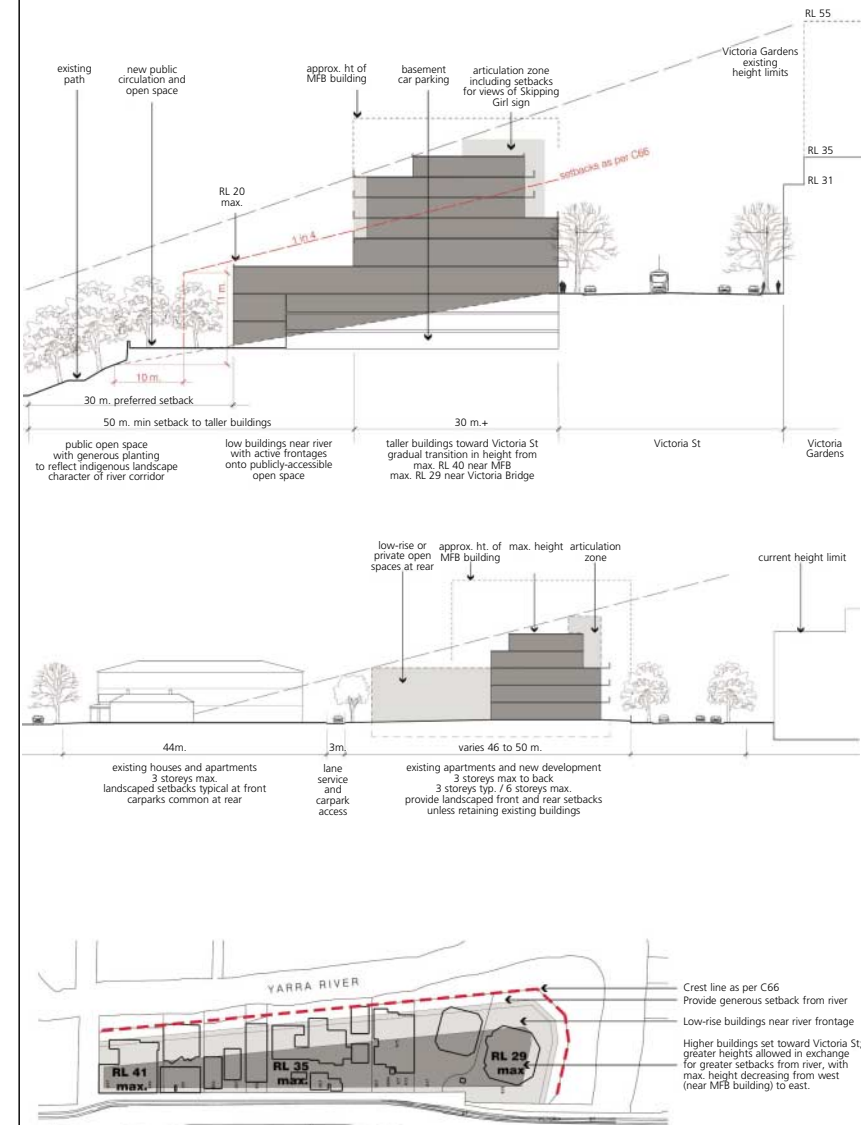 RL 55
Victoria Gardens
existing
height limits
existing
path
new public
circulation and
open space
approx. ht of
MFB building
basement
car parking
articulation zone
including setbacks
for views of Skipping
Girl sign
RL 35
RL 31
setbacks as per C66
RL 20
max.
1 in 4
11 m.
10 m.
30 m. preferred setback
50 m. min setback to taller buildings
30 m.+
public open space
with generous planting
to reflect indigenous landscape
character of river corridor
low buildings near river
with active frontages
onto publicly-accessible
open space
taller buildings toward Victoria St
gradual transition in height from
max. RL 40 near MFB
max. RL 29 near Victoria Bridge
Victoria St
Victoria
Gardens
low-rise or
private open
spaces at rear
approx. ht. of
MFB building
max. height
articulation
zone
current height limit
44m.
3m.
varies 46 to 50 m.
existing houses and apartments
3 storeys max.
landscaped setbacks typical at front
carparks common at rear
lane
service
and
carpark
access
existing apartments and new development
3 storeys max to back
3 storeys typ. / 6 storeys max.
provide landscaped front and rear setbacks
unless retaining existing buildings
YARRA RIVER
Crest line as per C66
Provide generous setback from river
Low-rise buildings near river frontage
Higher buildings set toward Victoria St;
greater heights allowed in exchange
for greater setbacks from river, with
max. height decreasing from west
(near MFB building) to east.
RL 41
max.
RL 35
max.
RL 29
max